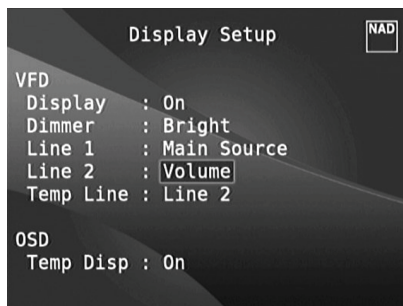 Display Setup
NAD
VFD
Display : On
Dimmer : Bright
Line 1 : Main Source
Line 2 : Volume
Temp Line : Line 2
OSD
Temp Disp : On